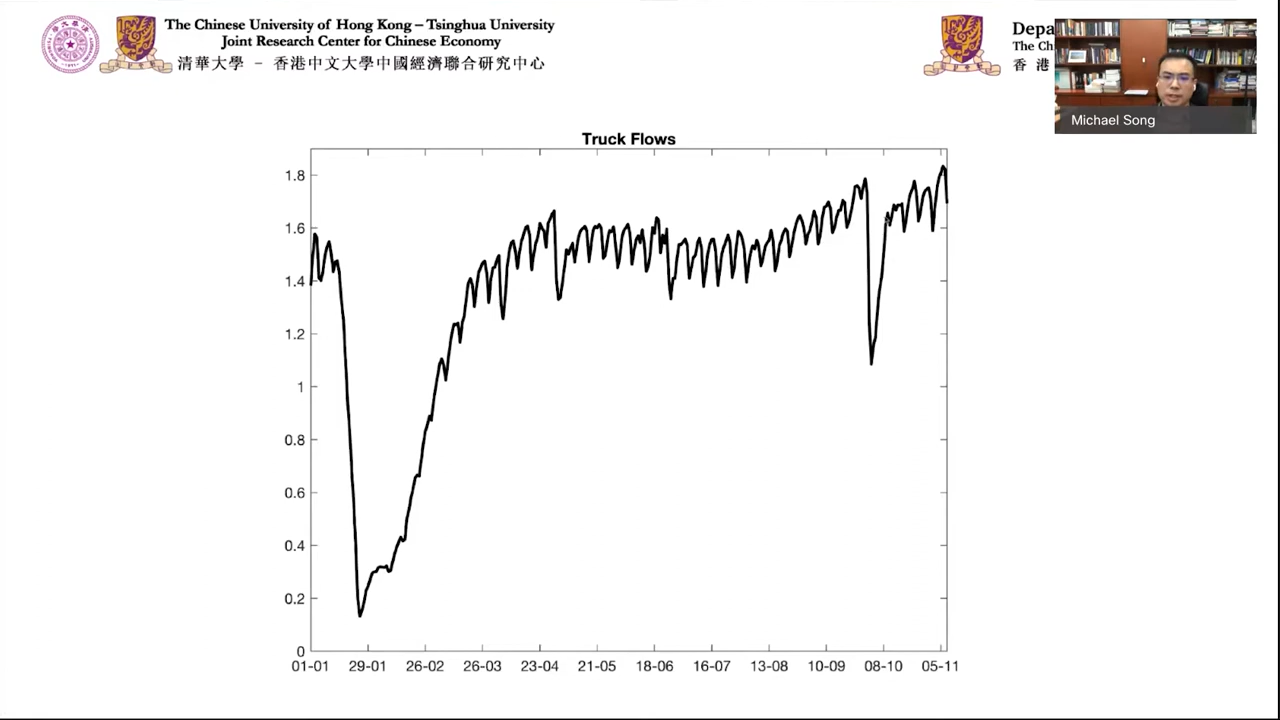 The Chinese University of Hong Kong – Tsinghua University
Joint Research Center for Chinese Economy
清華大學 – 香港中文大學中國經濟聯合研究中心
The Ch
香港
Michael Song
Truck Flows
1.8
1.6
1.4
1.2
1
0.8
0.6
0.4
0.2
0
01-01 29-01 26-02 26-03 23-04 21-05 18-06 16-07 13-08 10-09 08-10 05-11